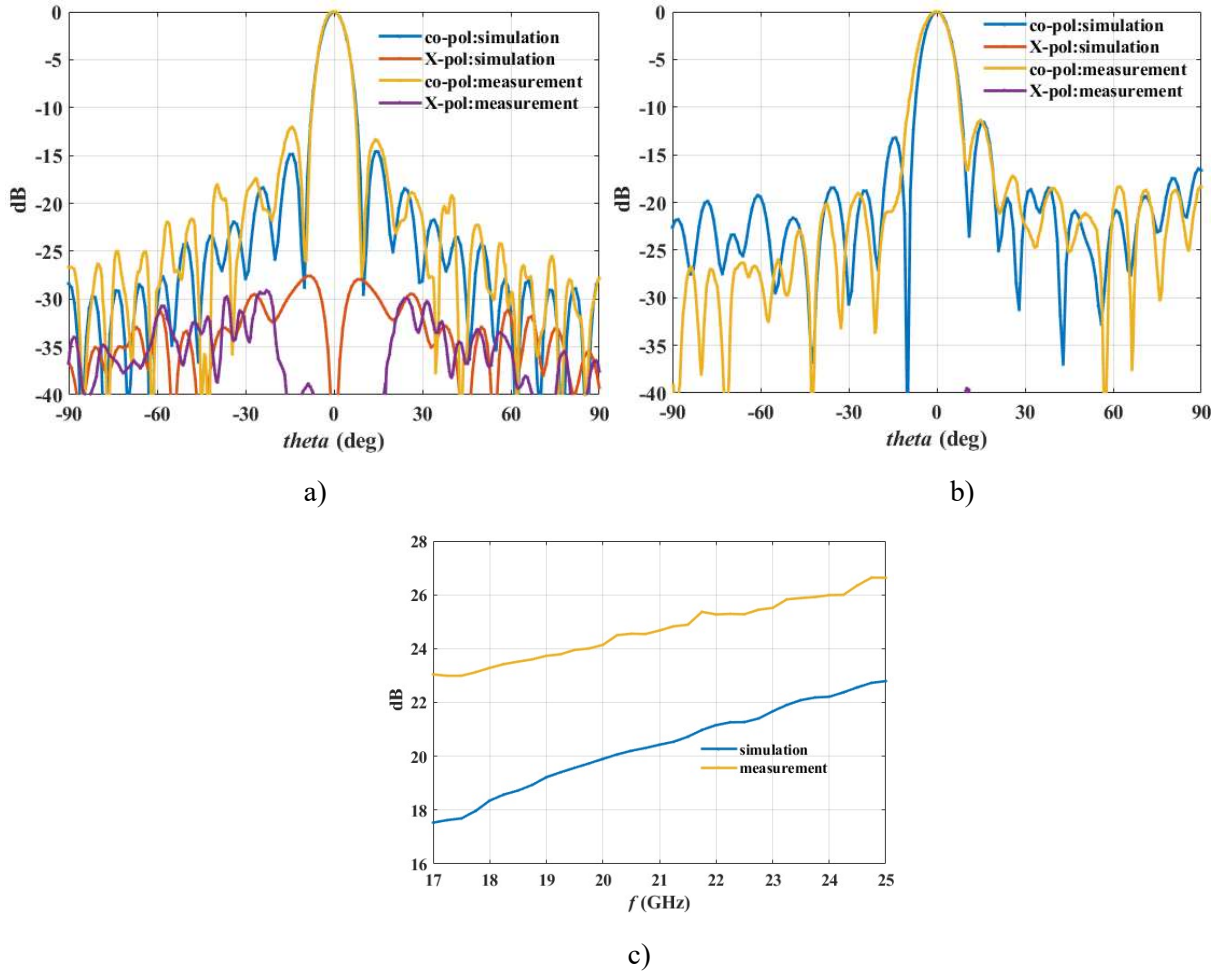 0
-5
-10
-15
-20
-25
-30
-35
-40
dB
co-pol:simulation
X-pol:simulation
co-pol:measurement
X-pol:measurement
-90 -60 -30 0 30 60 90
theta (deg)
a)
0
-5
-10
-15
-20
-25
-30
-35
-40
dB
co-pol:simulation
X-pol:simulation
co-pol:measurement
X-pol:measurement
-90 -60 -30 0 30 60 90
theta (deg)
b)
28
26
24
22
20
18
16
dB
simulation
measurement
17 18 19 20 21 22 23 24 25
f (GHz)
c)